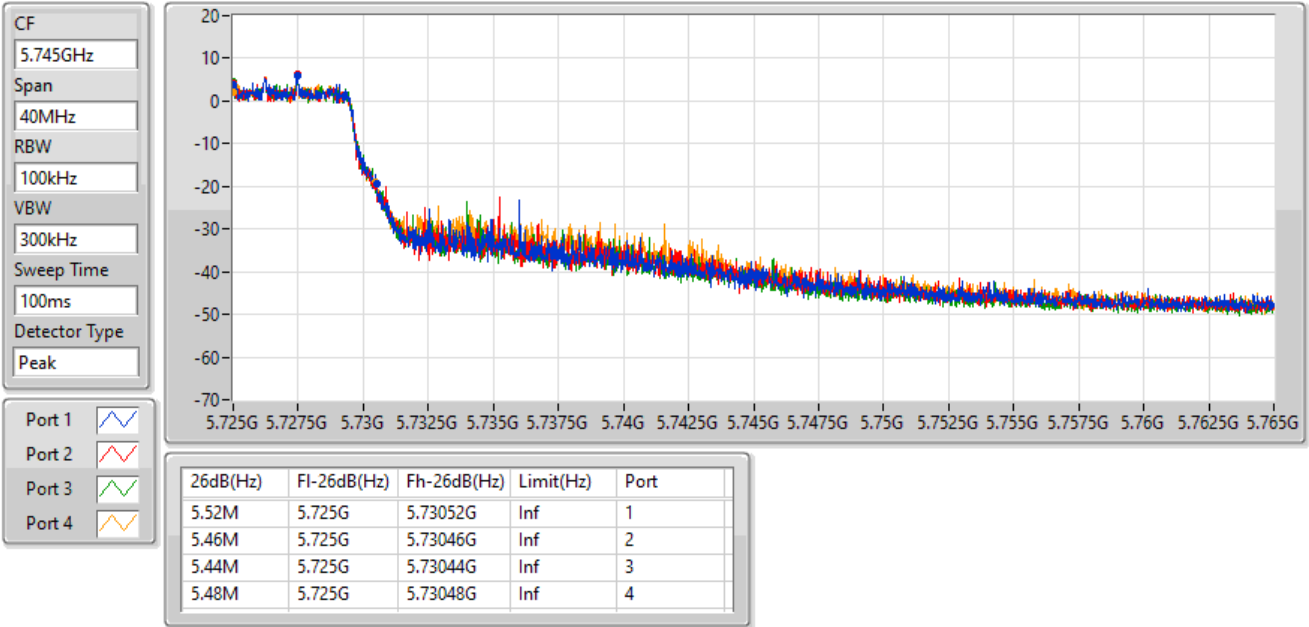 CF
5.745GHz
Span
40MHz
RBW
100kHz
VBW
300kHz
Sweep Time
100ms
Detector Type
Peak
Port 1
Port 2
Port 3
Port 4
20
10
0
-10
-20
-30
-40
-50
-60
-70
5.725G 5.7275G 5.73G 5.7325G 5.735G 5.7375G 5.74G 5.7425G 5.745G 5.7475G 5.75G 5.7525G 5.755G 5.7575G 5.76G 5.7625G 5.765G
26dB(Hz) Fl-26dB(Hz) Fh-26dB(Hz) Limit(Hz) Port
5.52M 5.725G 5.73052G Inf 1
5.46M 5.725G 5.73046G Inf 2
5.44M 5.725G 5.73044G Inf 3
5.48M 5.725G 5.73048G Inf 4